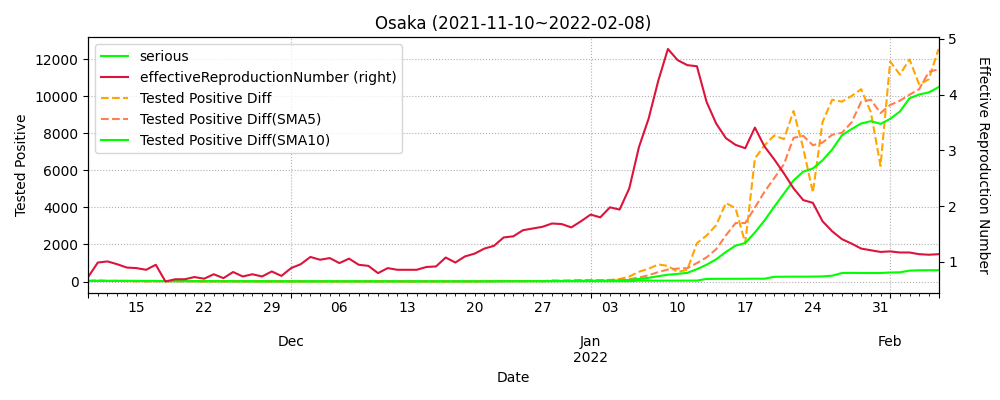 Osaka (2021-11-10~2022-02-08)
serious
effectiveReproductionNumber (right)
Tested Positive Diff
Tested Positive Diff(SMA5)
Tested Positive Diff(SMA10)
Tested Positive
12000
10000
8000
6000
4000
2000
0
5
4
3
2
1
Effective Reproduction Number
15 22 29 06 13 20 27 03 10 17 24 31
Dec Jan Feb
2022
Date